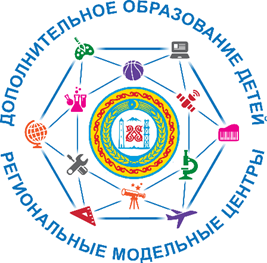 ДОПОЛНИТЕЛЬНОЕ ОБРАЗОВАНИЕ ДЕТЕЙ
РЕГИОНАЛЬНЫЕ МОДЕЛЬНЫЕ ЦЕНТРЫ